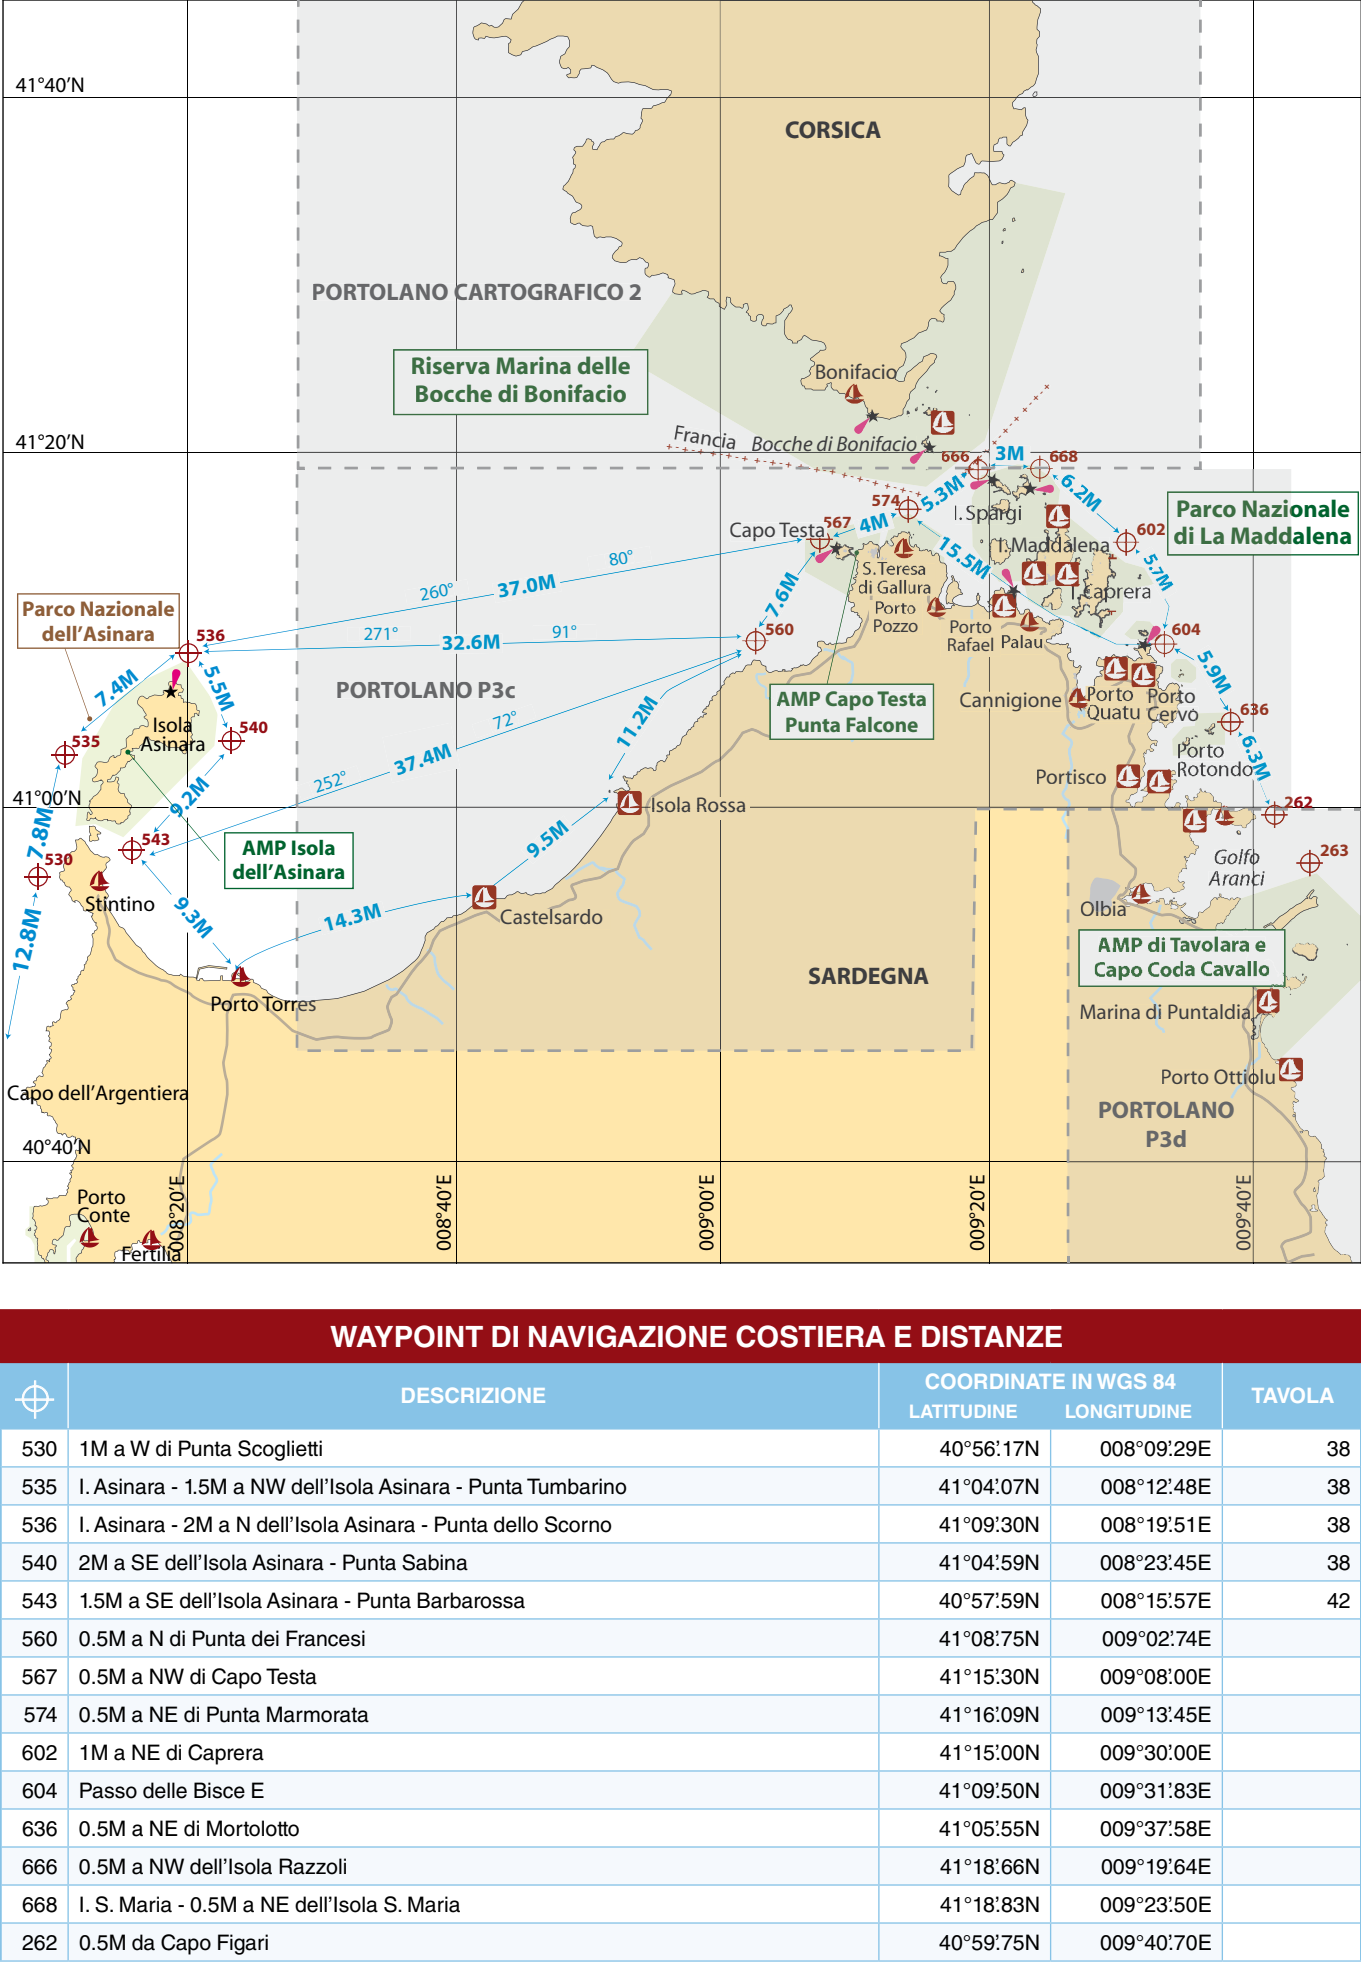 41°40'N
CORSICA
PORTOLANO CARTOGRAFICO 2
Riserva Marina delle
Bocche di Bonifacio
Bonifacio
41°20'N
Francia
Bocche di Bonifacio
666
3M
668
5.3M
6.2M
574
I. Spargi
Parco Nazionale
di La Maddalena
Capo Testa
567
4M
602
15.5M
I. Maddalena
5.7M
80°
S. Teresa
di Gallura
260°
37.0M
7.6M
I. Caprera
Parco Nazionale
dell'Asinara
Porto
Pozzo
536
271°
32.6M
91°
560
Porto
Rafael
Palau
604
7.4M
5.5M
5.9M
PORTOLANO P3c
AMP Capo Testa
Punta Falcone
Cannigione
Porto
Quatu
Porto
Cervo
Isola
Asinara
540
535
72°
11.2M
636
37.4M
252°
Porto
Rotondo
6.3M
Portisco
9.2M
41°00'N
Isola Rossa
262
7.8M
543
AMP Isola
dell'Asinara
9.5M
530
Golfo
Aranci
263
Stintino
9.3M
14.3M
Castelsardo
Olbia
12.8M
AMP di Tavolara e
Capo Coda Cavallo
SARDEGNA
Porto Torres
Marina di Puntaldia
Porto Ottiolu
Capo dell'Argentiera
PORTOLANO
P3d
40°40'N
Porto
Conte
Fertilia
008°20'E
008°40'E
009°00'E
009°20'E
009°40'E
WAYPOINT DI NAVIGAZIONE COSTIERA E DISTANZE
DESCRIZIONE COORDINATE IN WGS 84 TAVOLA
LATITUDINE LONGITUDINE
530 1M a W di Punta Scoglietti 40°56'.17N 008°09'.29E 38
535 I. Asinara - 1.5M a NW dell'Isola Asinara - Punta Tumbarino 41°04'.07N 008°12'.48E 38
536 I. Asinara - 2M a N dell'Isola Asinara - Punta dello Scorno 41°09'.30N 008°19'.51E 38
540 2M a SE dell'Isola Asinara - Punta Sabina 41°04'.59N 008°23'.45E 38
543 1.5M a SE dell'Isola Asinara - Punta Barbarossa 40°57'.59N 008°15'.57E 42
560 0.5M a N di Punta dei Francesi 41°08'.75N 009°02'.74E
567 0.5M a NW di Capo Testa 41°15'.30N 009°08'.00E
574 0.5M a NE di Punta Marmorata 41°16'.09N 009°13'.45E
602 1M a NE di Caprera 41°15'.00N 009°30'.00E
604 Passo delle Bisce E 41°09'.50N 009°31'.83E
636 0.5M a NE di Mortolotto 41°05'.55N 009°37'.58E
666 0.5M a NW dell'Isola Razzoli 41°18'.66N 009°19'.64E
668 I. S. Maria - 0.5M a NE dell'Isola S. Maria 41°18'.83N 009°23'.50E
262 0.5M da Capo Figari 40°59'.75N 009°40'.70E